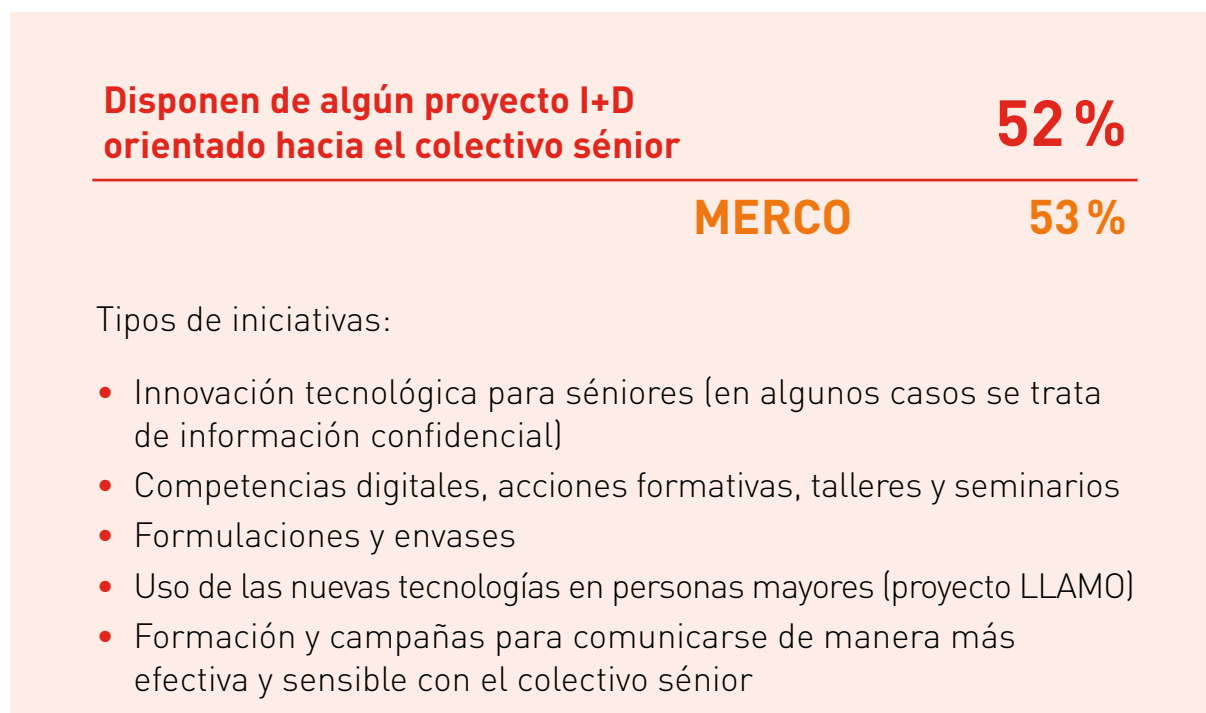 Disponen de algún proyecto I+D
orientado hacia el colectivo sénior
52 %
MERCO 53 %
Tipos de iniciativas:
• Innovación tecnológica para séniores (en algunos casos se trata
de información confidencial)
• Competencias digitales, acciones formativas, talleres y seminarios
• Formulaciones y envases
• Uso de las nuevas tecnologías en personas mayores (proyecto LLAMO)
• Formación y campañas para comunicarse de manera más
efectiva y sensible con el colectivo sénior